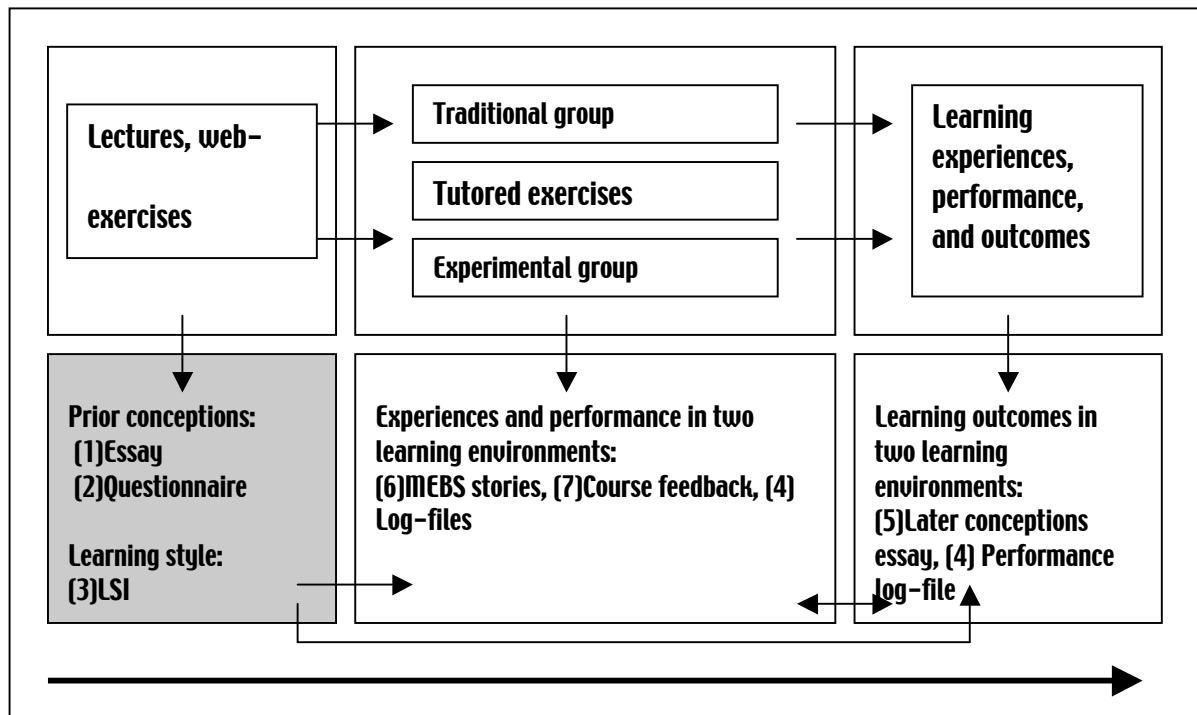 Lectures, web-
exercises
Traditional group
Tutored exercises
Experimental group
Learning
experiences,
performance,
and outcomes
Prior conceptions:
(1)Essay
(2)Questionnaire
Learning style:
(3)LSI
Experiences and performance in two
learning environments:
(6)MEBS stories, (7)Course feedback, (4)
Log-files
Learning outcomes in
two learning
environments:
(5)Later conceptions
essay, (4) Performance
log-file